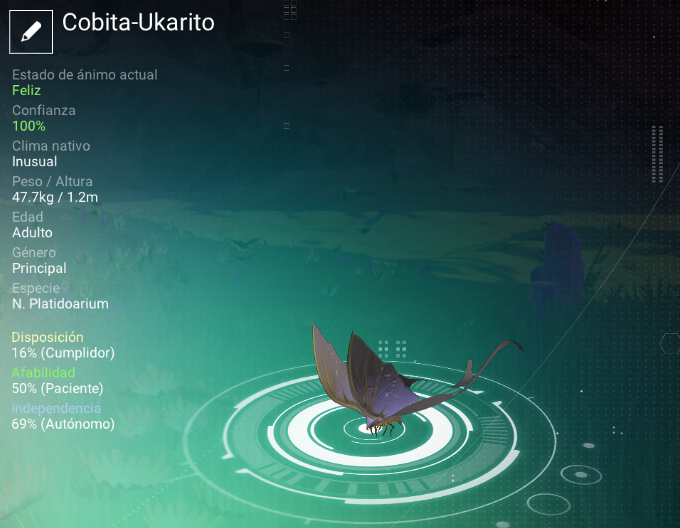 Cobita-Ukarito
Estado de ánimo actual
Feliz
Confianza
100%
Clima nativo
Inusual
Peso / Altura
47.7kg / 1.2m
Edad
Adulto
Género
Principal
Especie
N. Platidoarium
Disposición
16% (Cumplidor)
Afabilidad
50% (Paciente)
Independencia
69% (Autónomo)